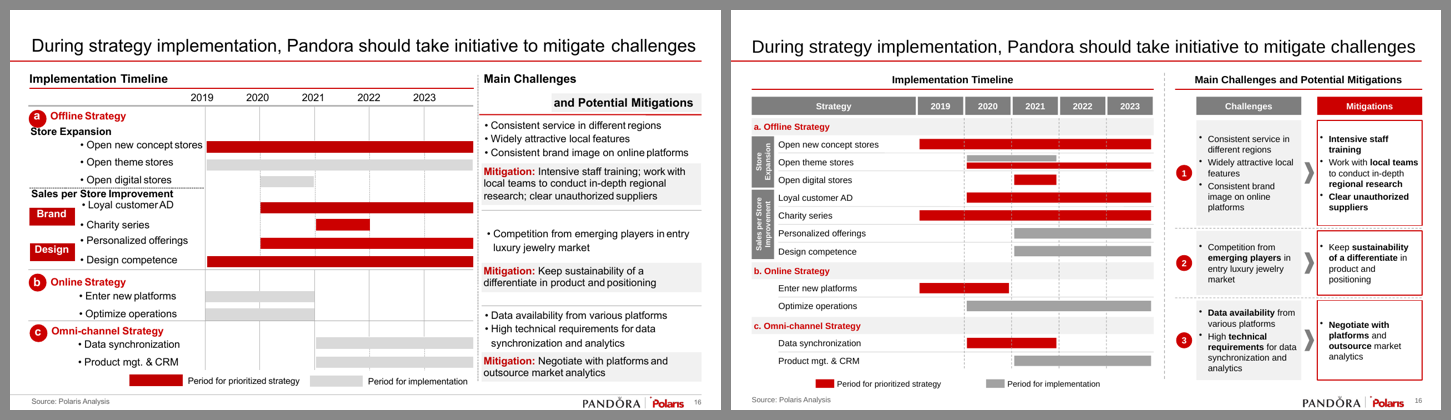 During strategy implementation, Pandora should take initiative to mitigate challenges
Implementation Timeline
2019 2020 2021 2022 2023
a Offline Strategy
Store Expansion
• Open new concept stores
• Open theme stores
• Open digital stores
Sales per Store Improvement
Brand
• Loyal customer AD
• Charity series
Design
• Personalized offerings
• Design competence
b Online Strategy
• Enter new platforms
• Optimize operations
c Omni-channel Strategy
• Data synchronization
• Product mgt. & CRM
Period for prioritized strategy
Period for implementation
Main Challenges
and Potential Mitigations
• Consistent service in different regions
• Widely attractive local features
• Consistent brand image on online platforms
Mitigation: Intensive staff training; work with
local teams to conduct in-depth regional
research; clear unauthorized suppliers
• Competition from emerging players in entry
luxury jewelry market
Mitigation: Keep sustainability of a
differentiate in product and positioning
• Data availability from various platforms
• High technical requirements for data
synchronization and analytics
Mitigation: Negotiate with platforms and
outsource market analytics
Source: Polaris Analysis
PANDÖRA
Polaris
16
During strategy implementation, Pandora should take initiative to mitigate challenges
Implementation Timeline
Strategy 2019 2020 2021 2022 2023
a. Offline Strategy
Store
Expansion
Open new concept stores
Open theme stores
Open digital stores
Sales per Store
Improvement
Loyal customer AD
Charity series
Personalized offerings
Design competence
b. Online Strategy
Enter new platforms
Optimize operations
c. Omni-channel Strategy
Data synchronization
Product mgt. & CRM
Period for prioritized strategy
Period for implementation
Main Challenges and Potential Mitigations
Challenges
Mitigations
1
• Consistent service in
different regions
• Widely attractive local
features
• Consistent brand
image on online
platforms
• Intensive staff
training
• Work with local teams
to conduct in-depth
regional research
• Clear unauthorized
suppliers
2
• Competition from
emerging players in
entry luxury jewelry
market
• Keep sustainability
of a differentiate in
product and
positioning
3
• Data availability from
various platforms
• High technical
requirements for data
synchronization and
analytics
• Negotiate with
platforms and
outsource market
analytics
Source: Polaris Analysis
PANDÖRA
Polaris
16